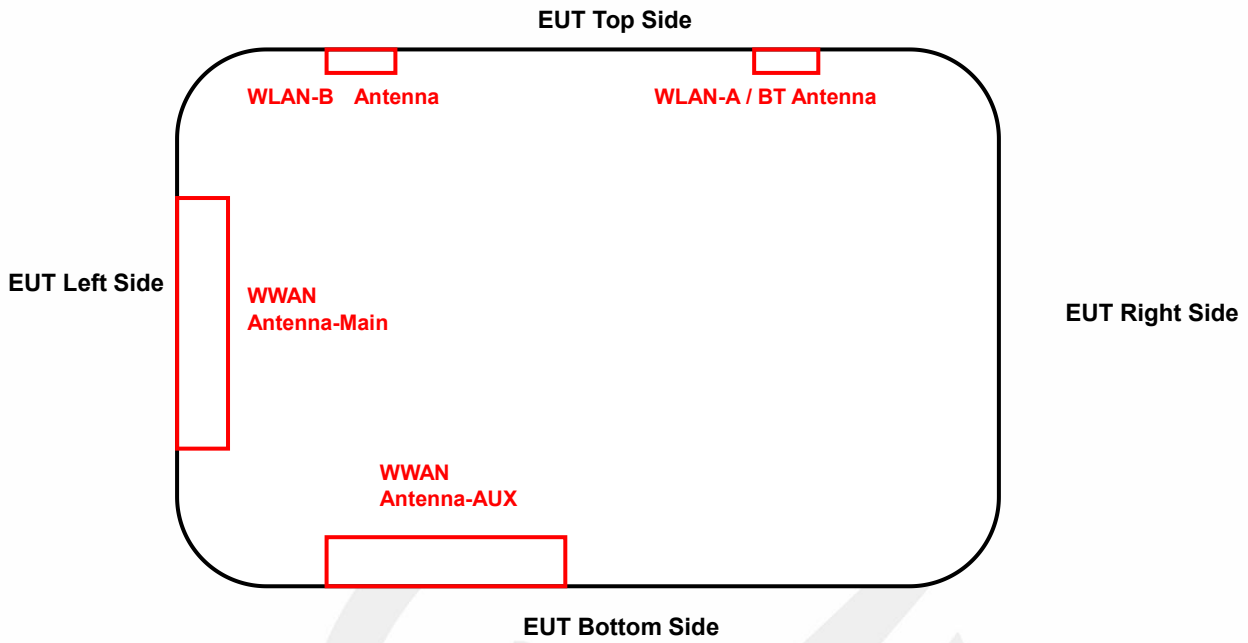 EUT Top Side
WLAN-B Antenna
WLAN-A / BT Antenna
EUT Left Side
WWAN
Antenna-Main
EUT Right Side
WWAN
Antenna-AUX
EUT Bottom Side